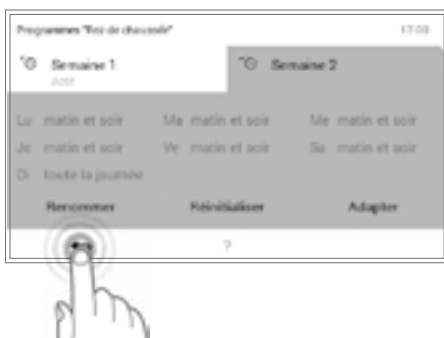 Programmes "Rez de chaussée" 17:03
Semaine 1 Semaine 2
Actif
Lu matin et soir Ma matin et soir Me matin et soir
Je matin et soir Ve matin et soir Sa matin et soir
Di toute la journée
Renommer Réinitialiser Adapter
?